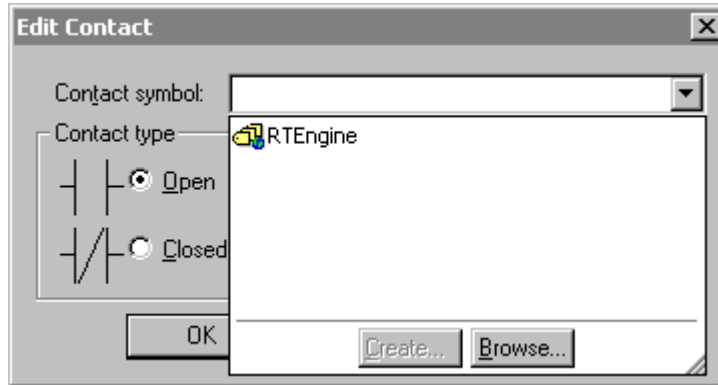 Edit Contact
Contact symbol:
Contact type
RTEngine
Open
Closed
OK
Create...
Browse...